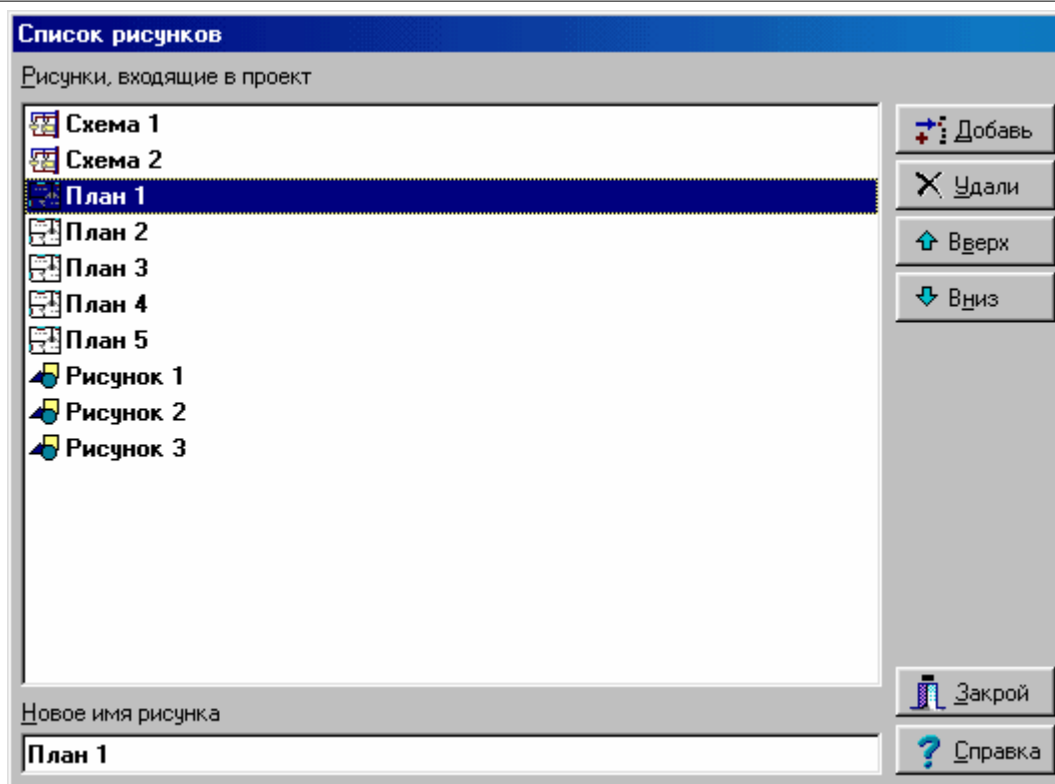 Список рисунков
Рисунки, входящие в проект
Схема 1
Схема 2
План 1
План 2
План 3
План 4
План 5
Рисунок 1
Рисунок 2
Рисунок 3
Добавь
Удали
Вверх
Вниз
Закрой
Новое имя рисунка
План 1
Справка